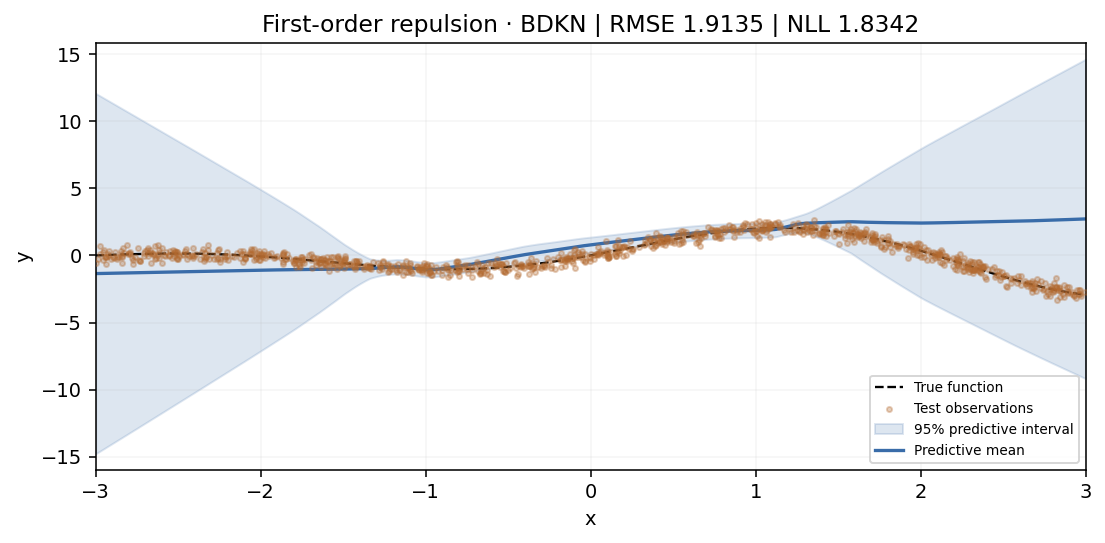 First-order repulsion · BDKN | RMSE 1.9135 | NLL 1.8342
15
10
5
0
−5
−10
−15
y
−3
−2
−1
0
1
2
3
x
True function
Test observations
95% predictive interval
Predictive mean